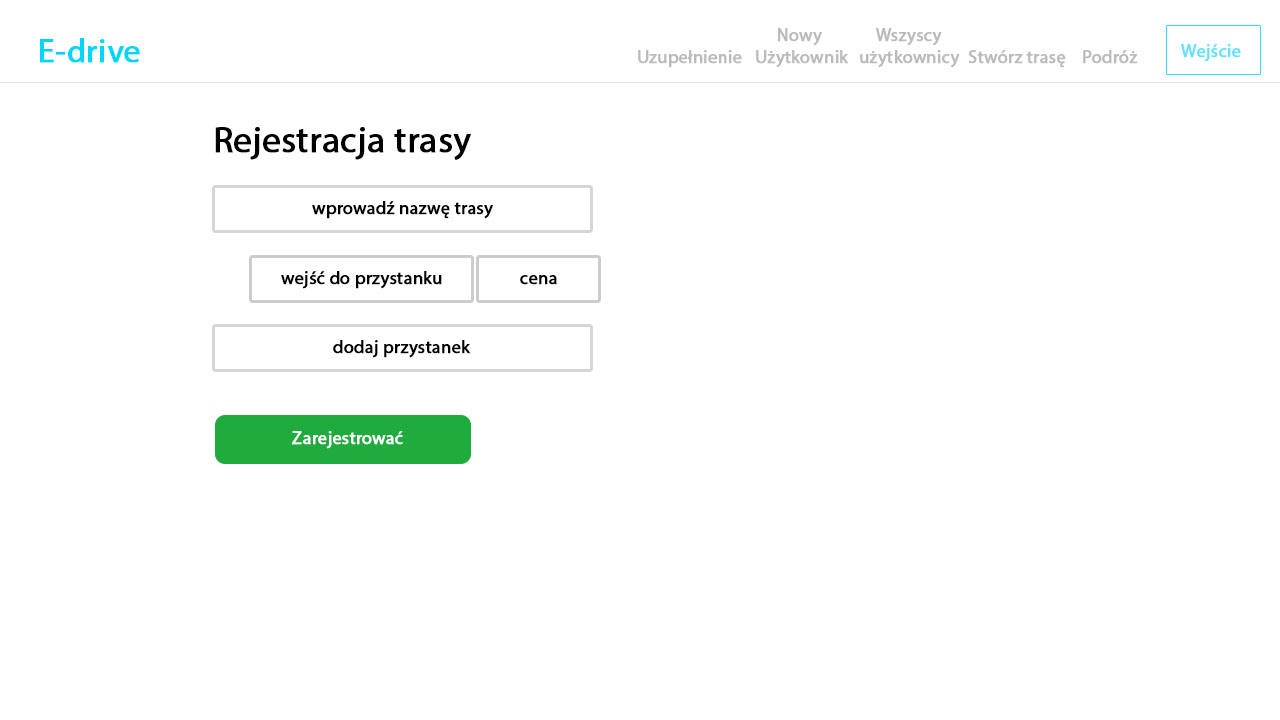 E-drive
Uzupełnienie
Nowy
Użytkownik
Wszyscy
użytkownicy
Stwórz trasę
Podróż
Wejście
Rejestracja trasy
wprowadź nazwę trasy
wejść do przystanku
cena
dodaj przystanek
Zarejestrować